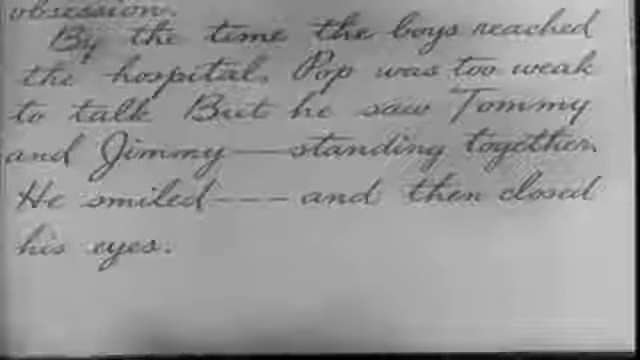 obsession.
By the time the boys reached
the hospital, Pop was too weak
to talk But he saw Tommy
and Jimmy—standing together.
He smiled--- and then closed
his eyes.